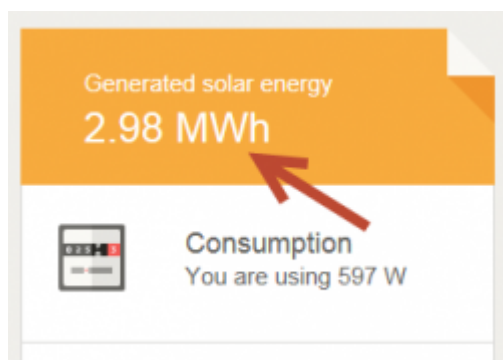 Generated solar energy
2.98 MWh
Consumption
You are using 597 W